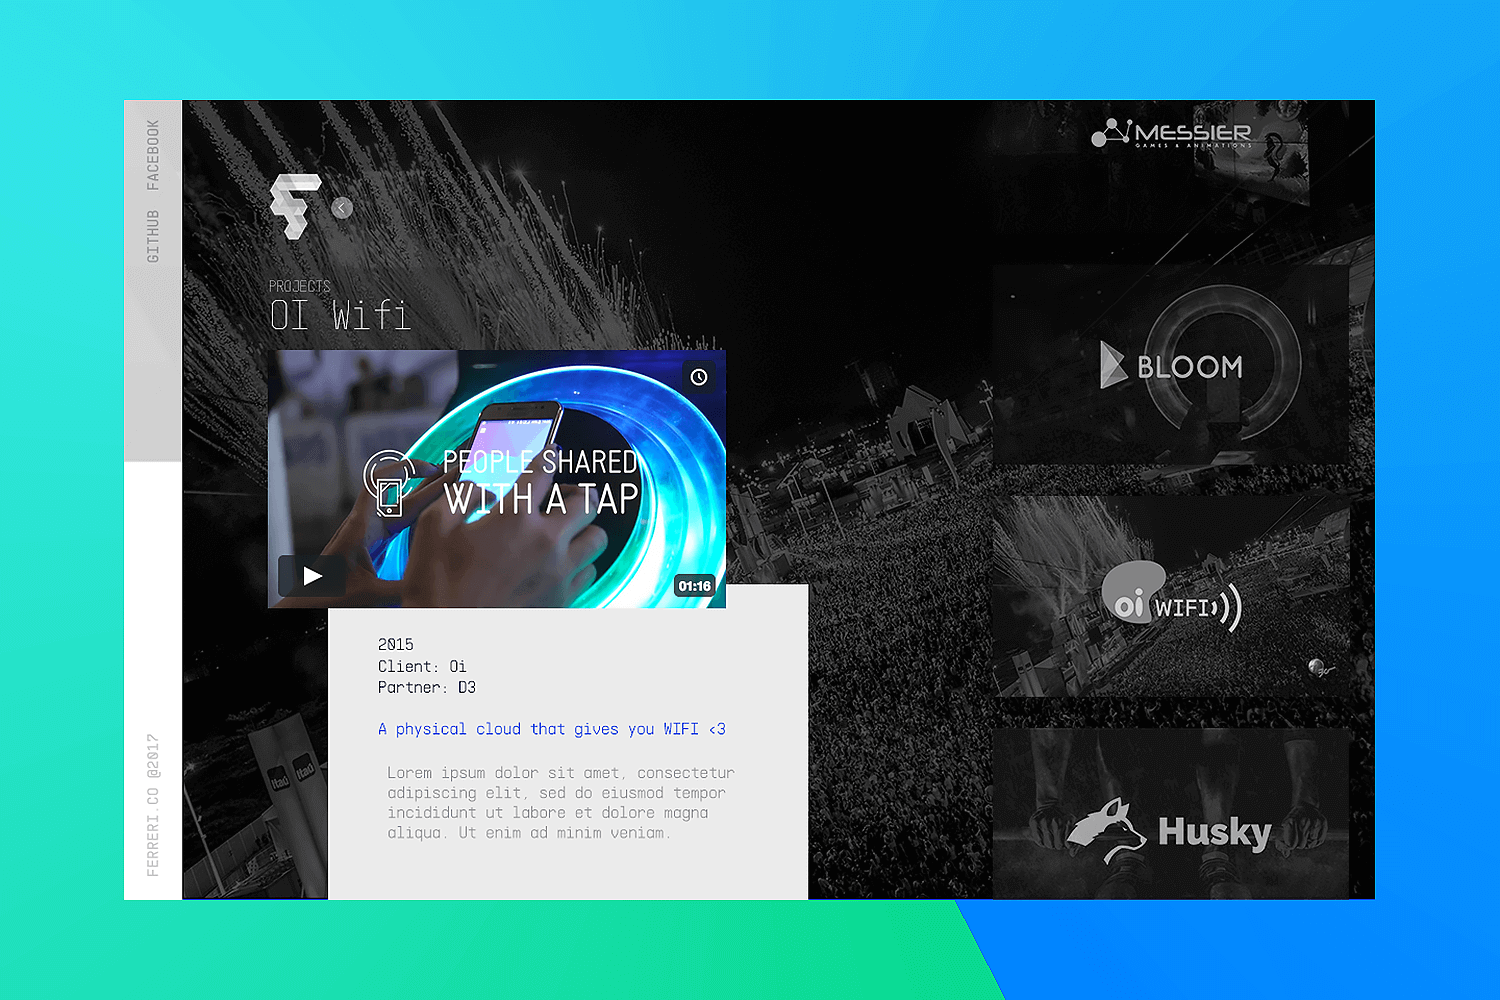 FACEBOOK
GITHUB
FERRERI.CO @2017
PROJECTS
OI Wifi
PEOPLE SHARED
WITH A TAP
01:16
2015
Client: Oi
Partner: D3
A physical cloud that gives you WIFI <3
Lorem ipsum dolor sit amet, consectetur
adipiscing elit, sed do eiusmod tempor
incididunt ut labore et dolore magna
aliqua. Ut enim ad minim veniam.
Itaú
Itaú
MESSIER
GAMES & ANIMATIONS
BLOOM
oi WIFI
Husky